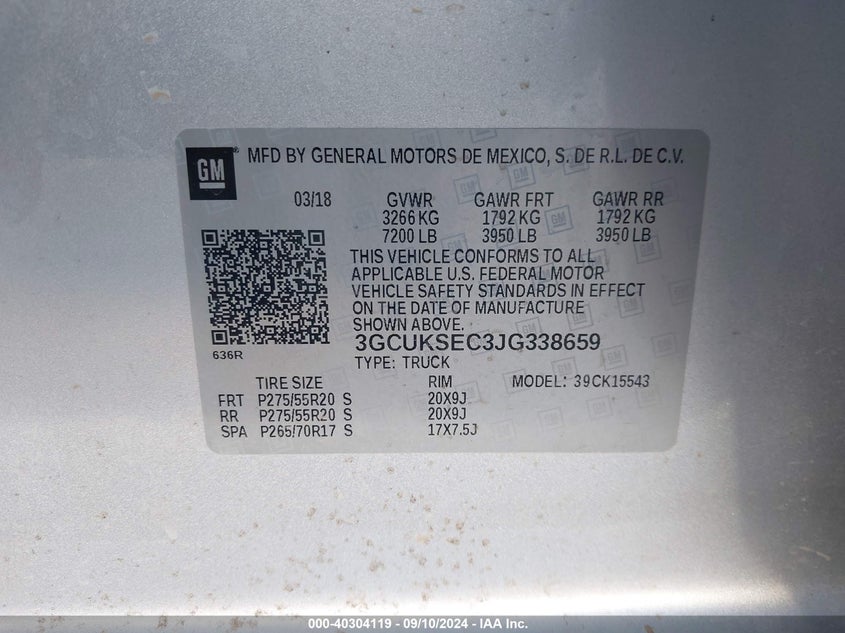 GM
MFD BY GENERAL MOTORS DE MEXICO, S. DE R.L. DE C.V.
03/18 GVWR GAWR FRT GAWR RR
3266 KG 1792 KG 1792 KG
7200 LB 3950 LB 3950 LB
THIS VEHICLE CONFORMS TO ALL
APPLICABLE U.S. FEDERAL MOTOR
VEHICLE SAFETY STANDARDS IN EFFECT
ON THE DATE OF MANUFACTURE
SHOWN ABOVE.
636R
3GCUKSEC3JG338659
TYPE: TRUCK
TIRE SIZE RIM MODEL: 39CK15543
FRT P275/55R20 S 20X9J
RR P275/55R20 S 20X9J
SPA P265/70R17 S 17X7.5J
000-40304119 - 09/10/2024 - IAA Inc.